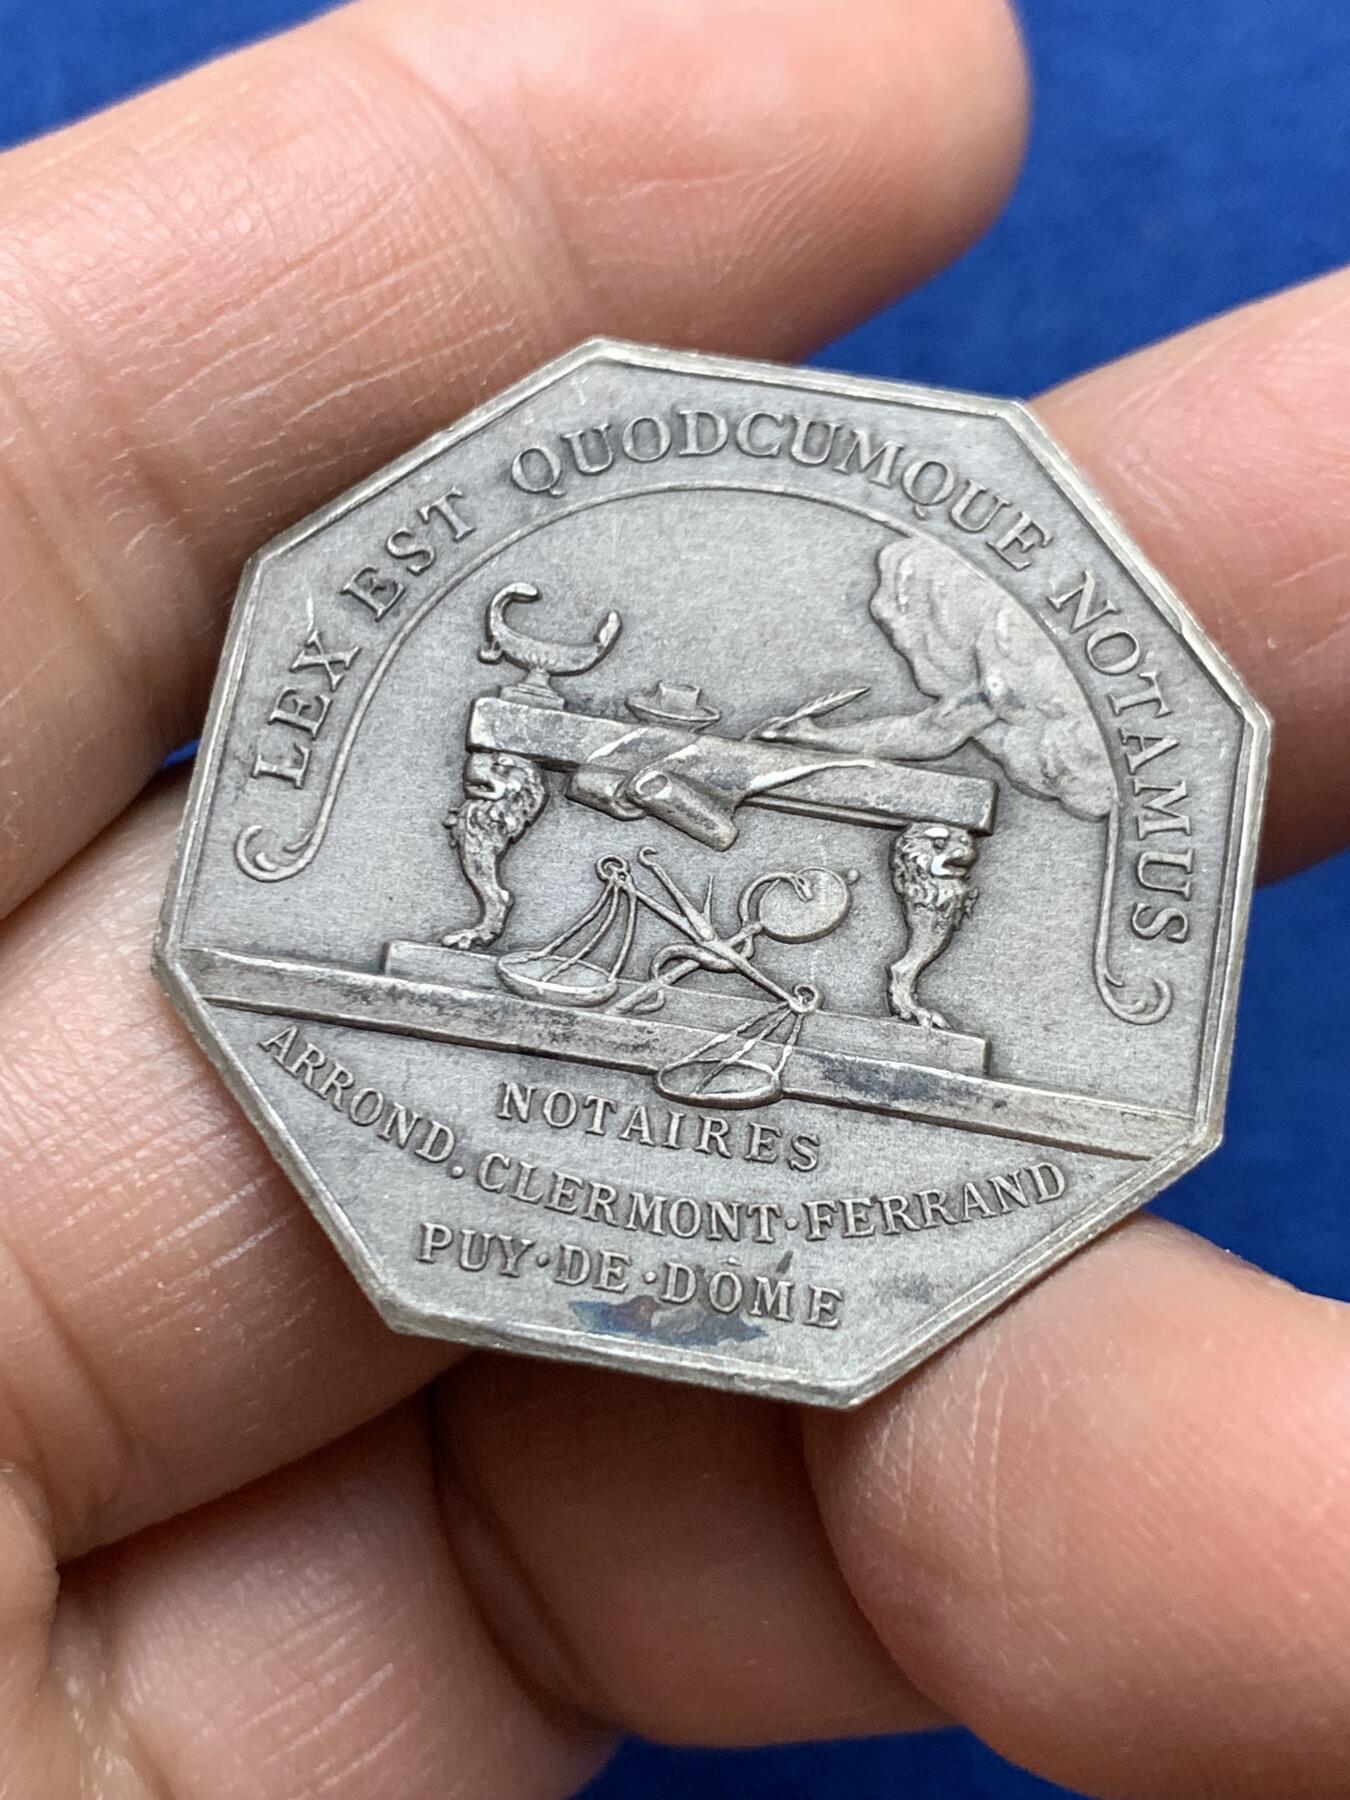 LEX EST QUODCUMQUE NOTAMUS
NOTAIRES
ARROND. CLERMONT·FERRAND
PUY·DE·DÔME